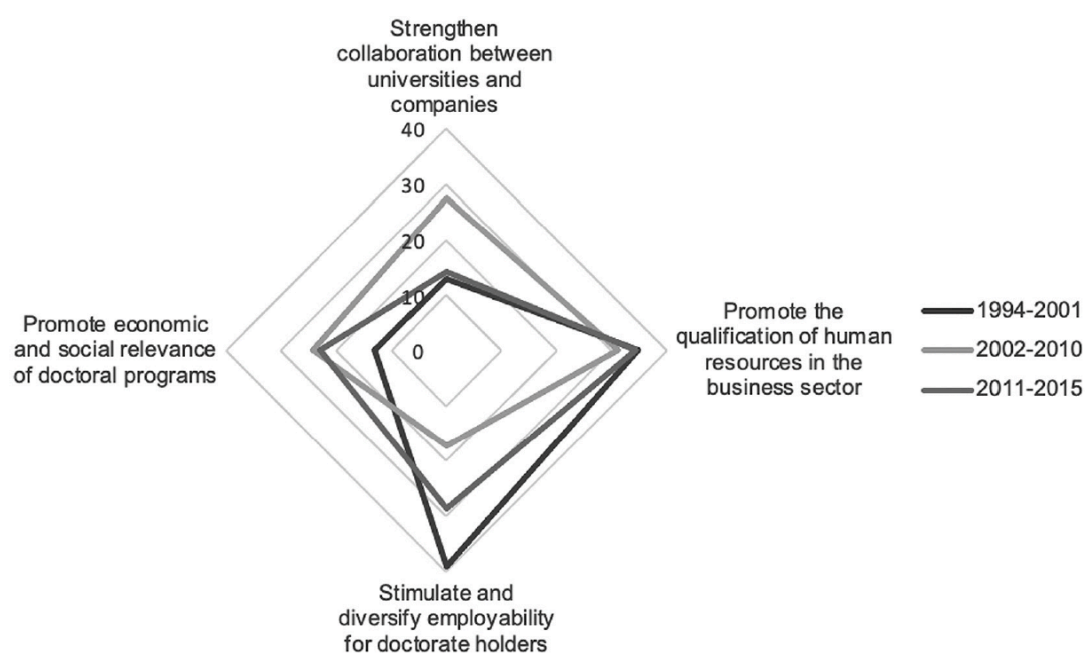 Strengthen
collaboration between
universities and
companies
40
30
20
10
0
Promote economic
and social relevance
of doctoral programs
Promote the
qualification of human
resources in the
business sector
1994-2001
2002-2010
2011-2015
Stimulate and
diversify employability
for doctorate holders